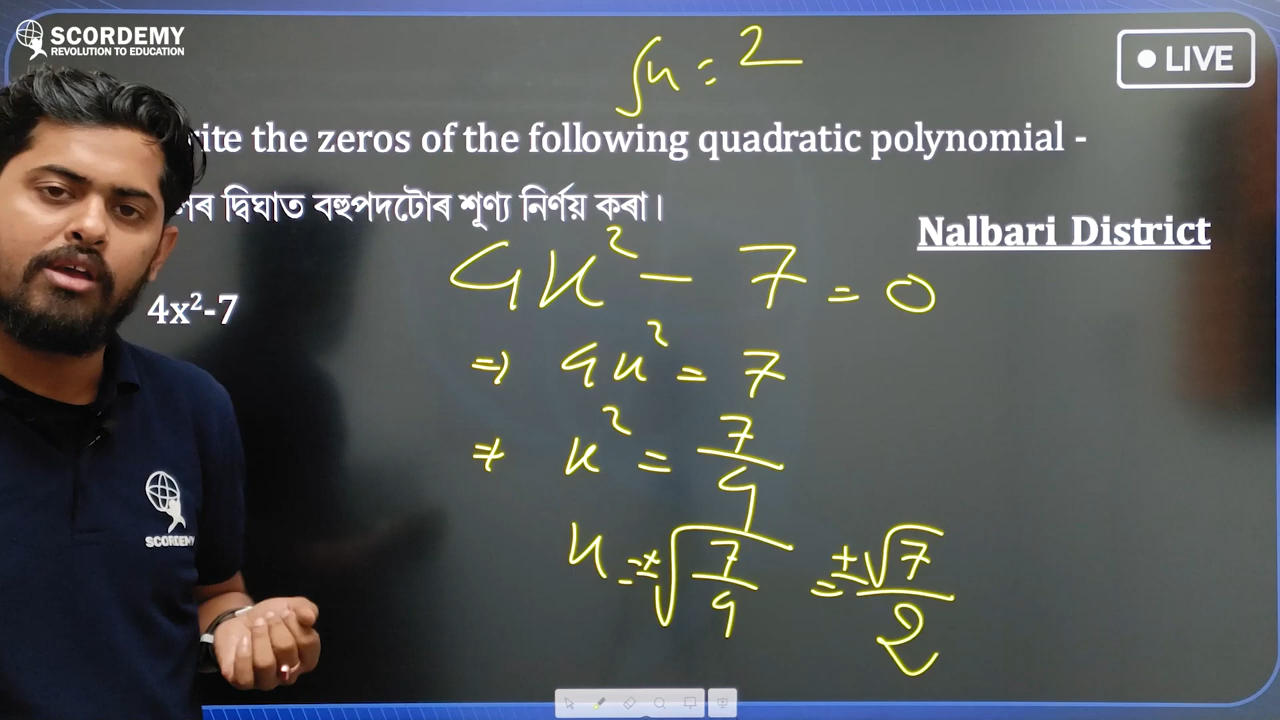 SCORDEMY
REVOLUTION TO EDUCATION
√4 = 2
LIVE
the zeros of the following quadratic polynomial -
দ্বিঘাত বহুপদটোৰ শূণ্য নিৰ্ণয় কৰা।
Nalbari District
4x² - 7 = 0
4x²-7
⇒ 4x² = 7
⇒ x² = 7/4
x = ±√(7/4) = ±√7/2
SCORDEMY